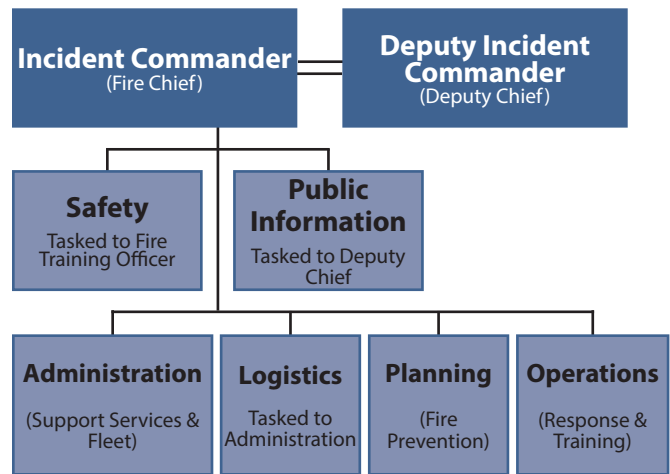 Incident Commander
(Fire Chief)
Deputy Incident
Commander
(Deputy Chief)
Safety
Tasked to Fire
Training Officer
Public
Information
Tasked to Deputy
Chief
Administration
(Support Services &
Fleet)
Logistics
Tasked to
Administration
Planning
(Fire
Prevention)
Operations
(Response &
Training)